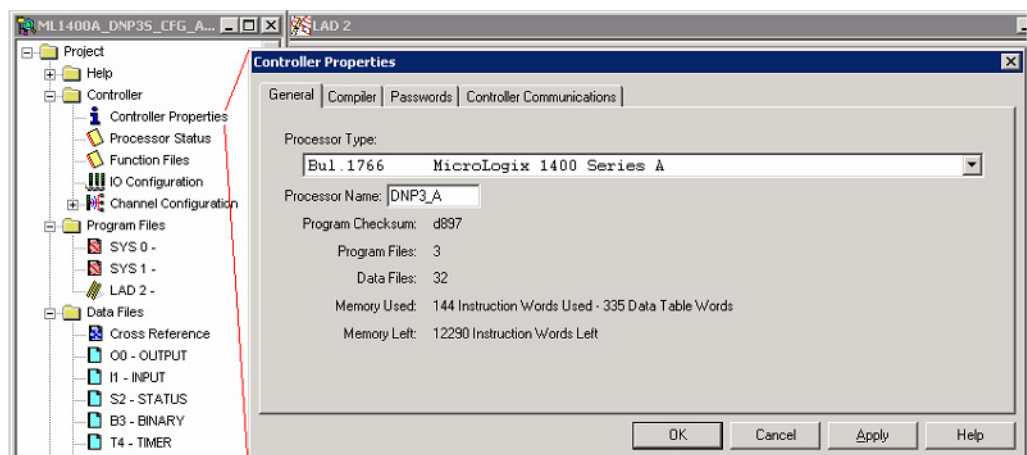 ML1400A_DNP3S_CFG_A...
Project
Help
Controller
Controller Properties
Processor Status
Function Files
IO Configuration
Channel Configuration
Program Files
SYS 0 -
SYS 1 -
LAD 2 -
Data Files
Cross Reference
O0 - OUTPUT
I1 - INPUT
S2 - STATUS
B3 - BINARY
T4 - TIMER
LAD 2
Controller Properties
General Compiler Passwords Controller Communications
Processor Type:
Bul.1766 MicroLogix 1400 Series A
Processor Name: DNP3_A
Program Checksum: d897
Program Files: 3
Data Files: 32
Memory Used: 144 Instruction Words Used - 335 Data Table Words
Memory Left: 12290 Instruction Words Left
OK Cancel Apply Help